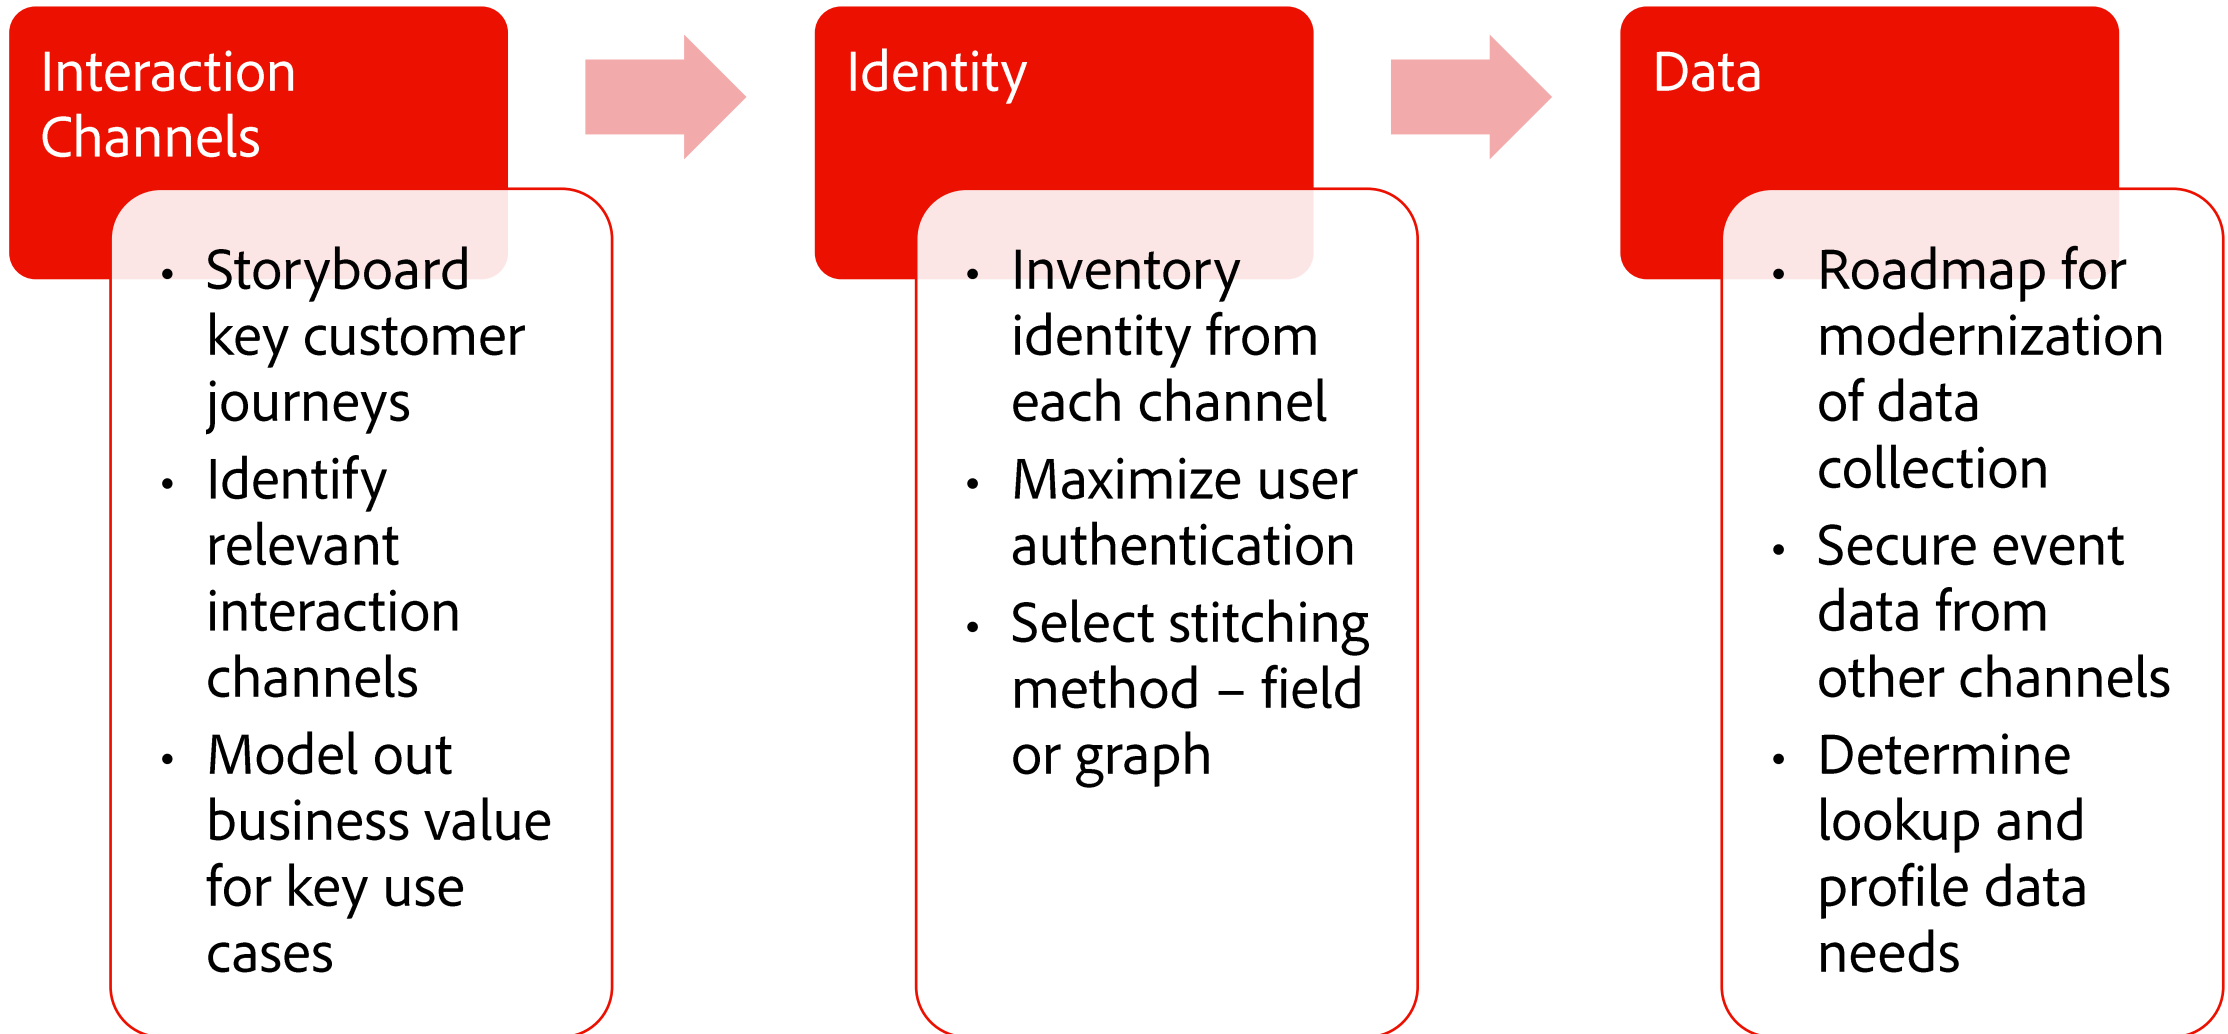 Interaction
Channels
• Storyboard
key customer
journeys
• Identify
relevant
interaction
channels
• Model out
business value
for key use
cases
Identity
• Inventory
identity from
each channel
• Maximize user
authentication
• Select stitching
method – field
or graph
Data
• Roadmap for
modernization
of data
collection
• Secure event
data from
other channels
• Determine
lookup and
profile data
needs